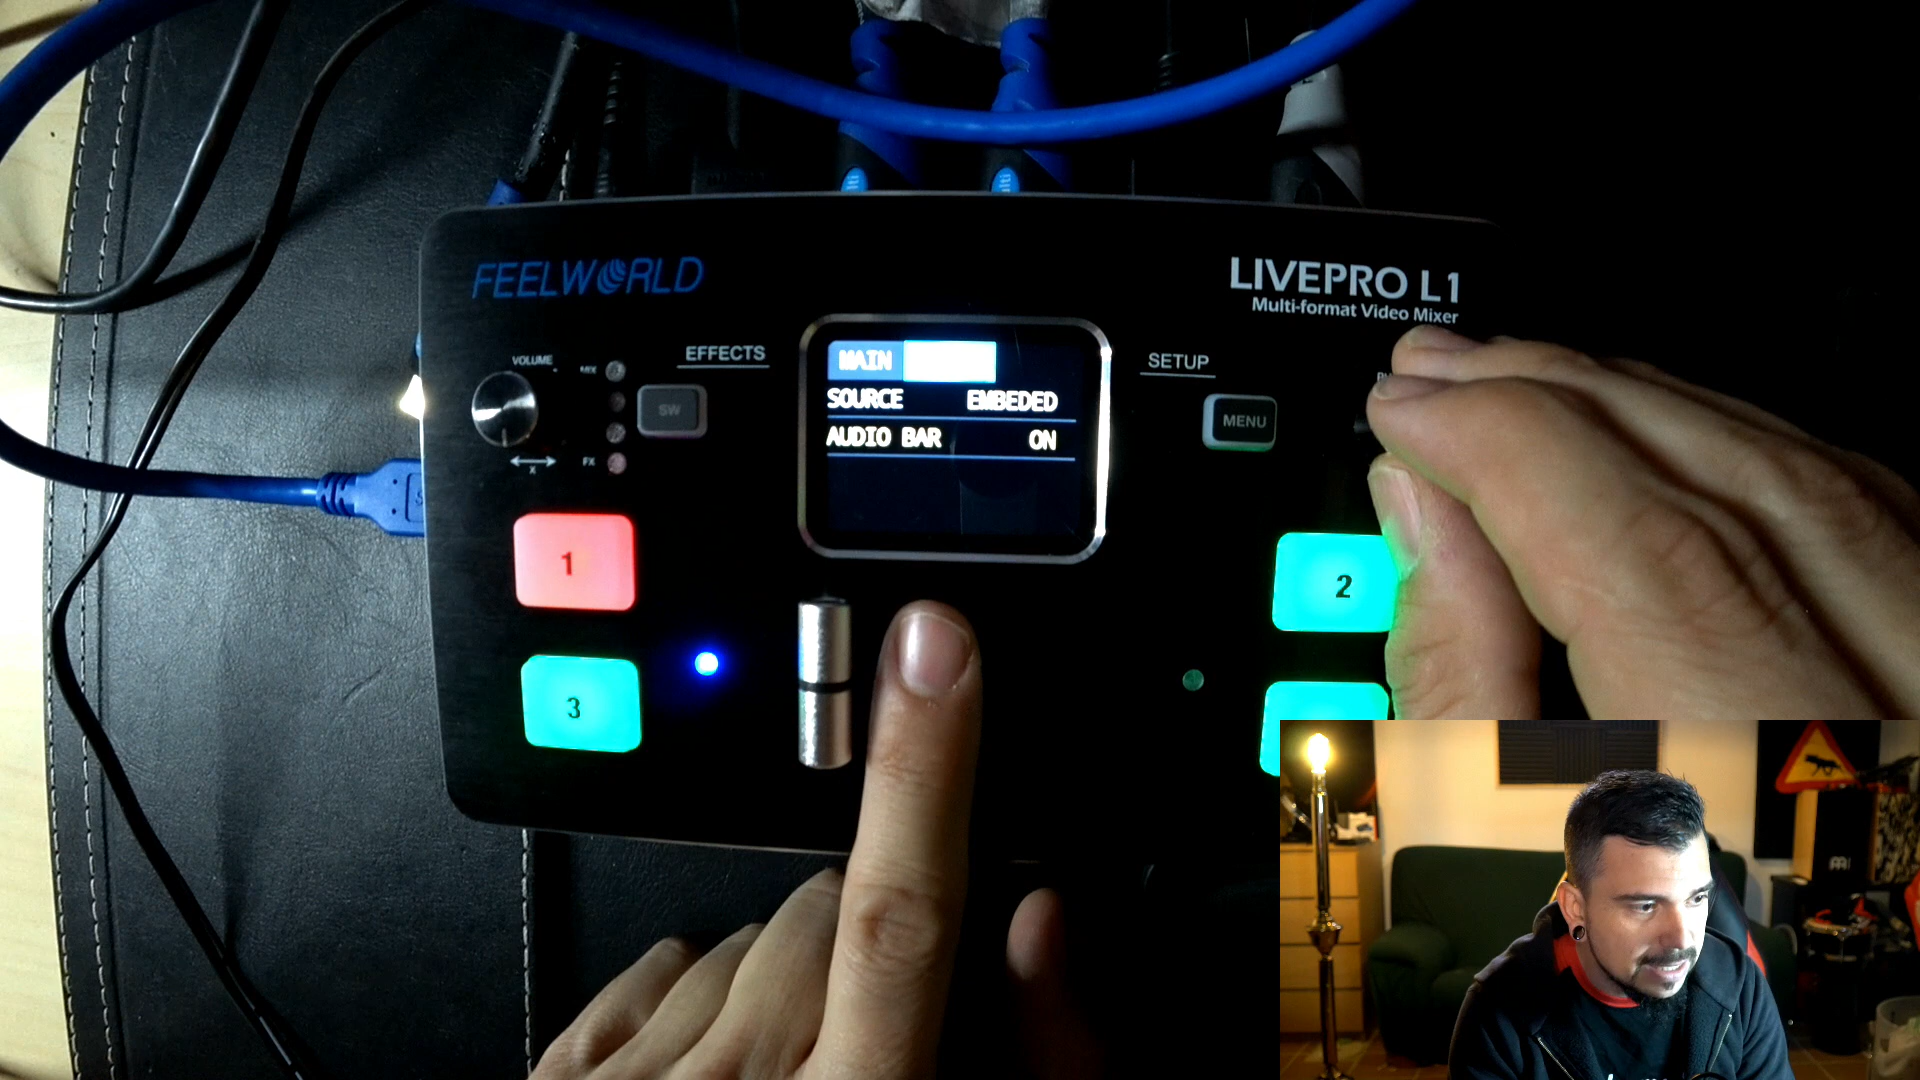 FEELWORLD
LIVEPRO L1
Multi-format Video Mixer
VOLUME
MIX
EFFECTS
SW
FX
X
MAIN
SOURCE EMBEDED
AUDIO BAR ON
SETUP
MENU
1
2
3